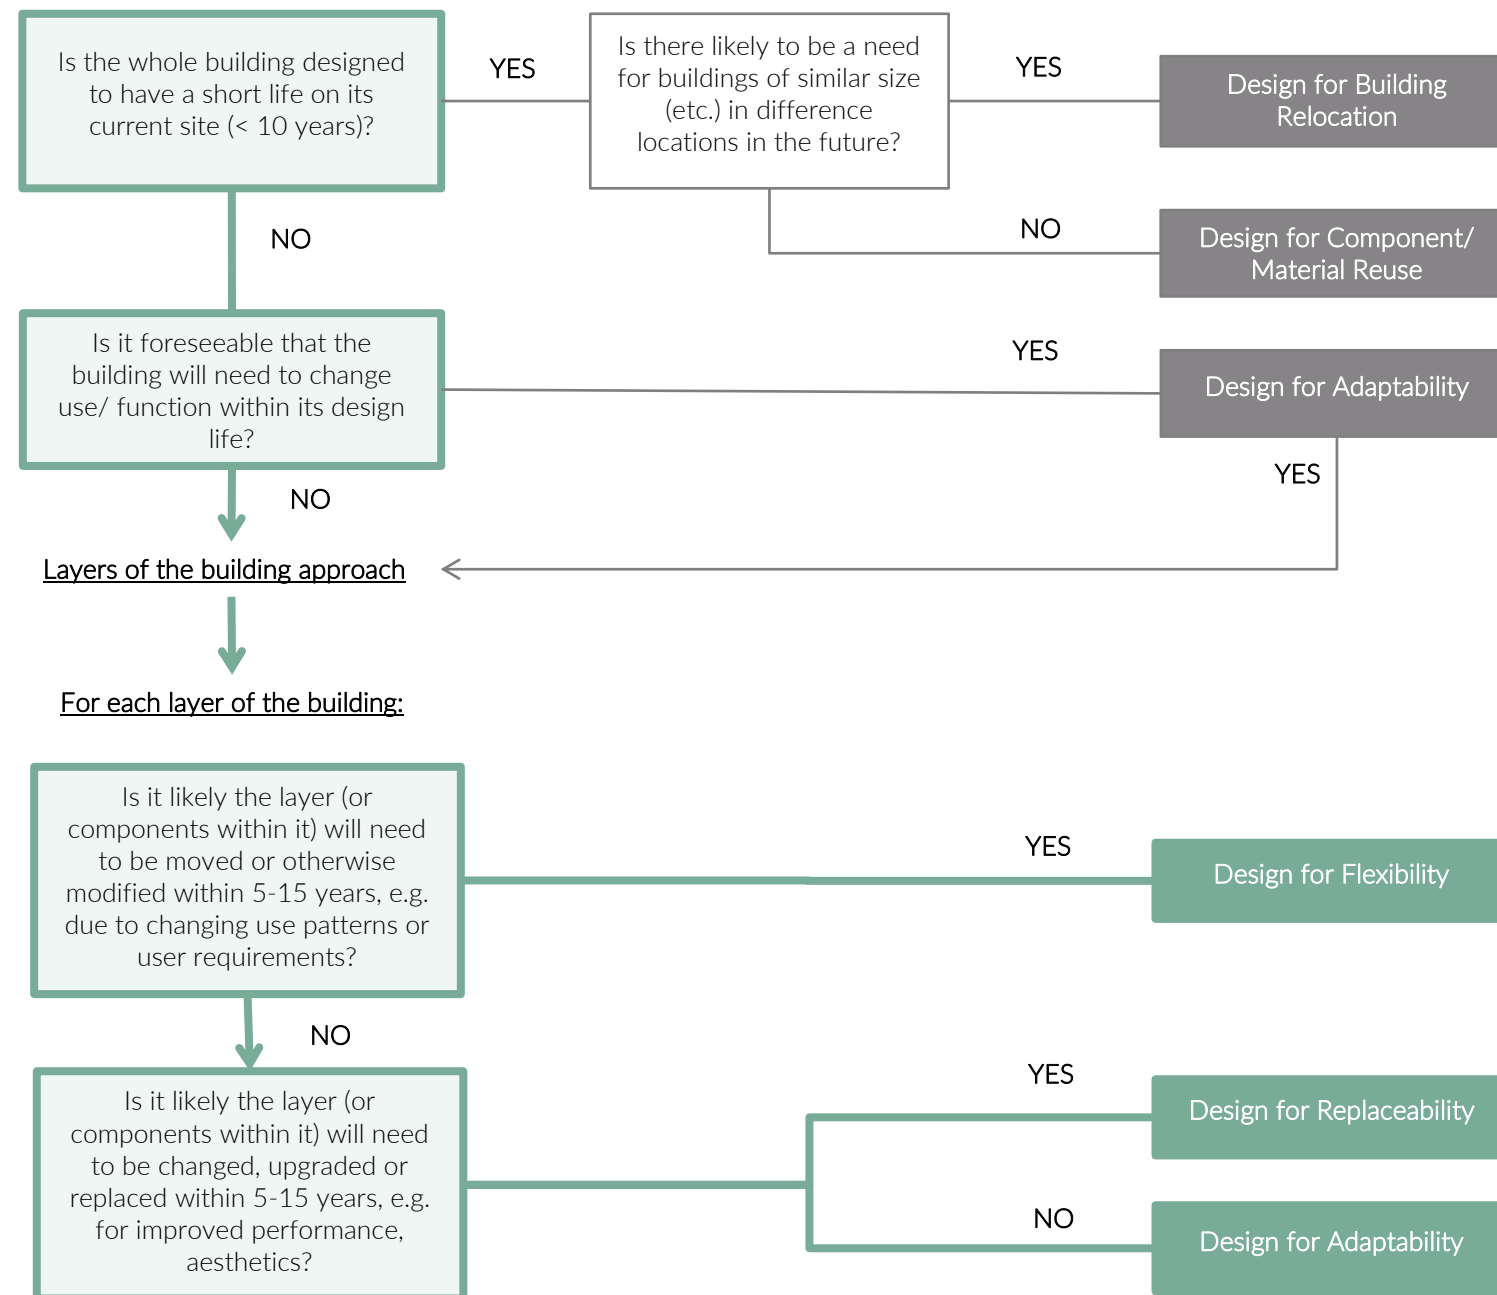 Is the whole building designed
to have a short life on its
current site (< 10 years)?
YES
Is there likely to be a need
for buildings of similar size
(etc.) in difference
locations in the future?
YES
Design for Building
Relocation
NO
NO
Design for Component/
Material Reuse
Is it foreseeable that the
building will need to change
use/ function within its design
life?
YES
Design for Adaptability
NO
YES
Layers of the building approach
For each layer of the building:
Is it likely the layer (or
components within it) will need
to be moved or otherwise
modified within 5-15 years, e.g.
due to changing use patterns or
user requirements?
YES
Design for Flexibility
NO
Is it likely the layer (or
components within it) will need
to be changed, upgraded or
replaced within 5-15 years, e.g.
for improved performance,
aesthetics?
YES
Design for Replaceability
NO
Design for Adaptability